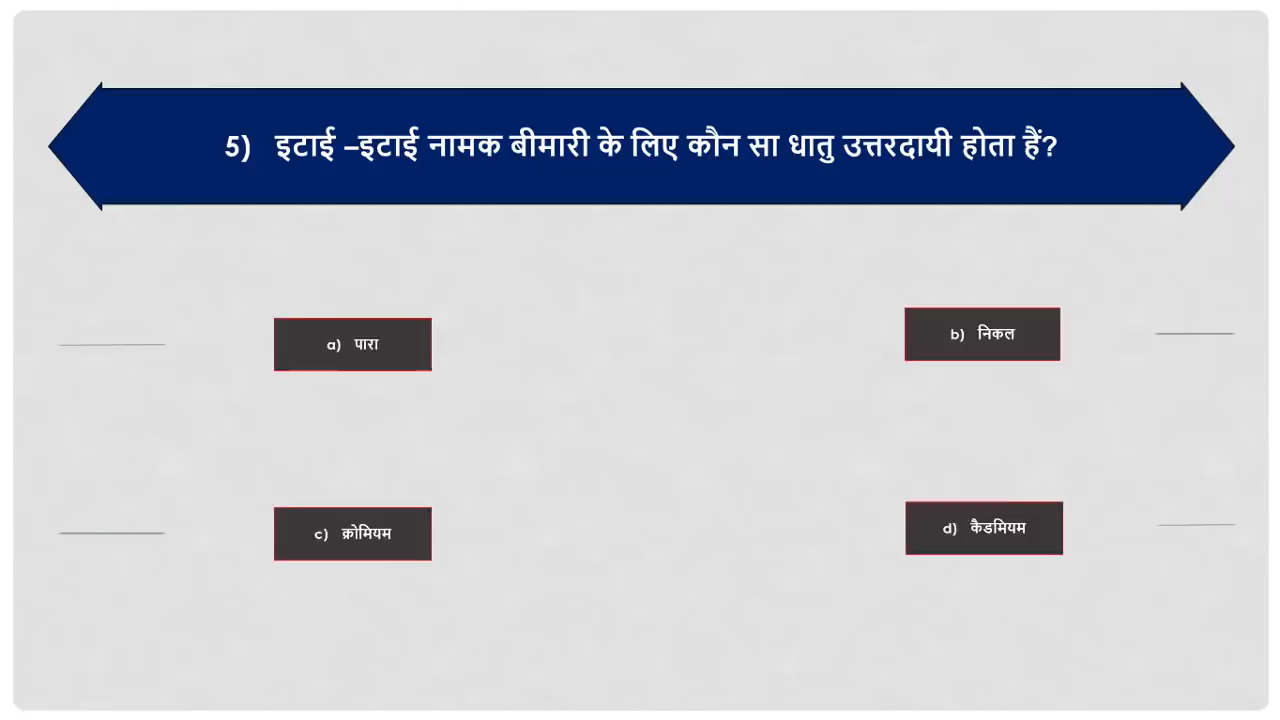 5) इटाई –इटाई नामक बीमारी के लिए कौन सा धातु उत्तरदायी होता हैं?
a) पारा
b) निकल
c) क्रोमियम
d) कैडमियम